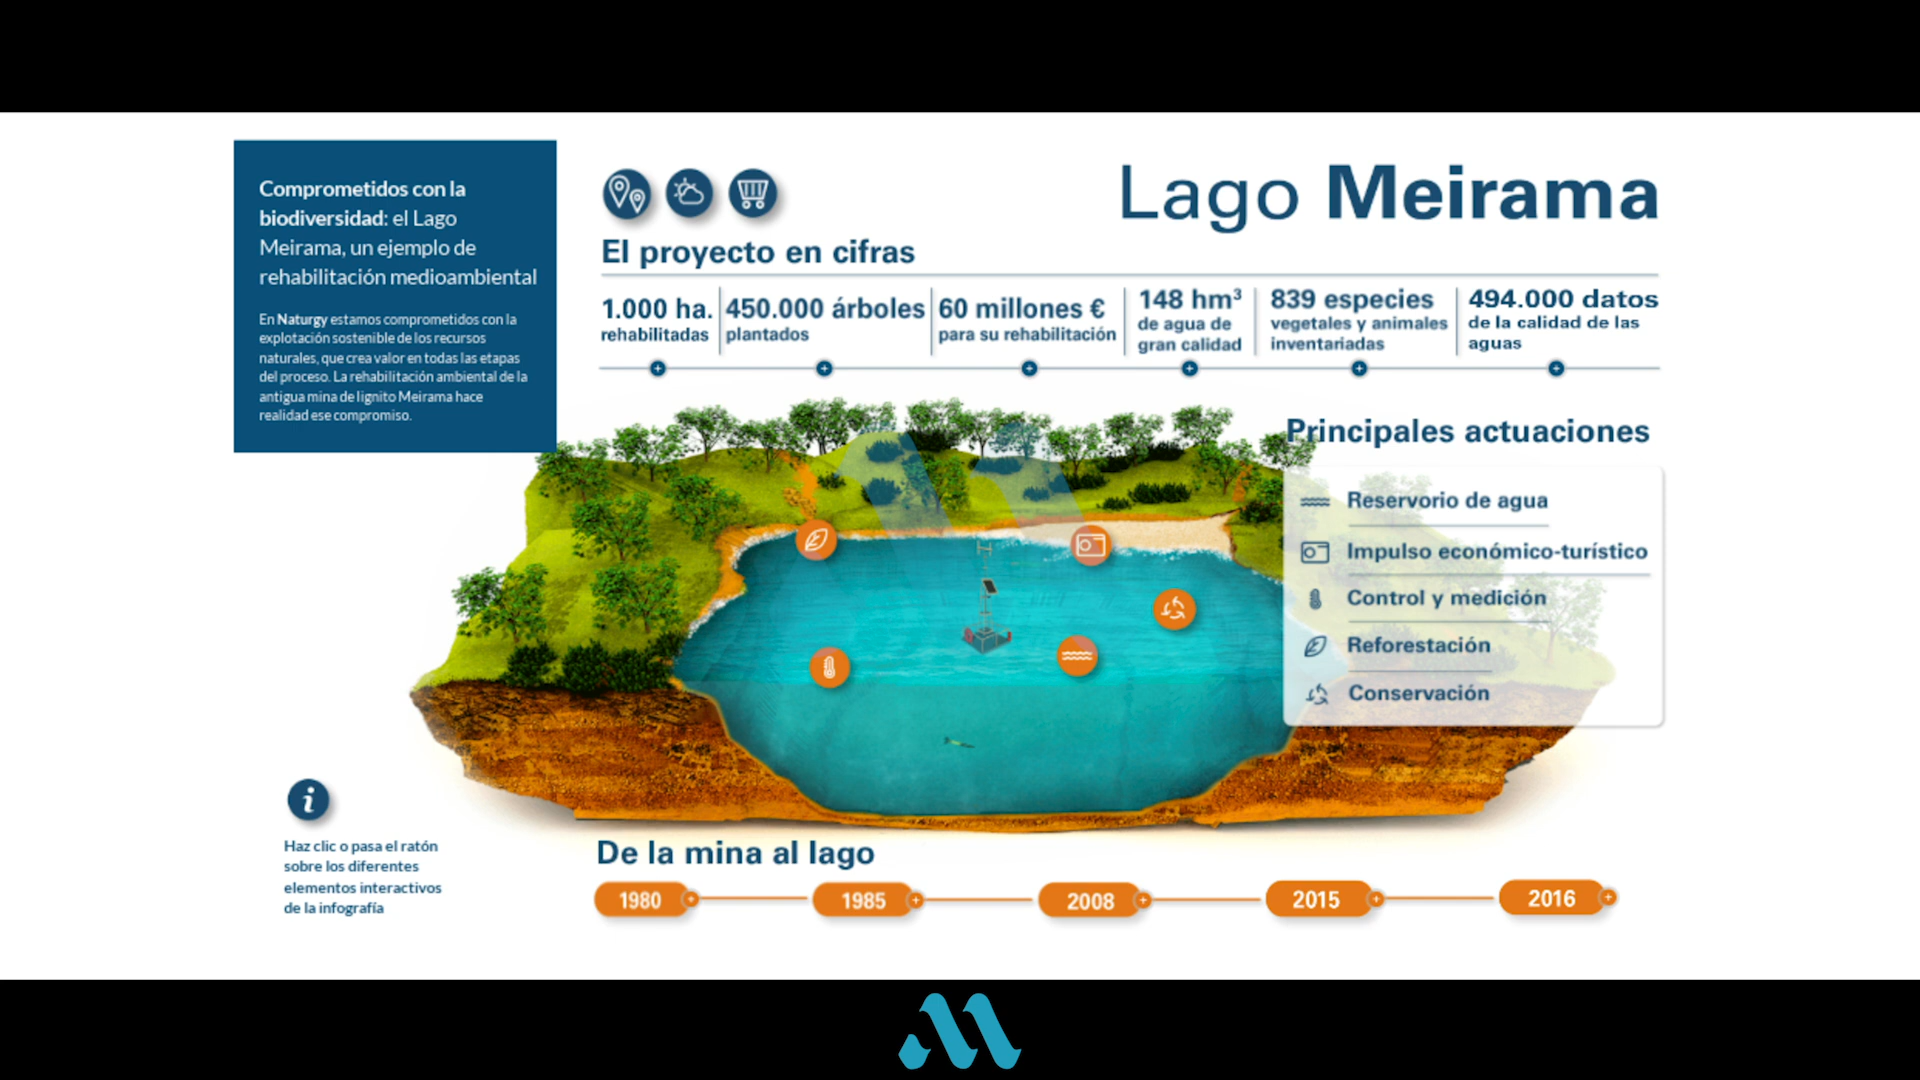 Comprometidos con la
biodiversidad: el Lago
Meirama, un ejemplo de
rehabilitación medioambiental
En Naturgy estamos comprometidos con la
explotación sostenible de los recursos
naturales, que crea valor en todas las etapas
del proceso. La rehabilitación ambiental de la
antigua mina de lignito Meirama hace
realidad ese compromiso.
Lago Meirama
El proyecto en cifras
1.000 ha.
rehabilitadas
450.000 árboles
plantados
60 millones €
para su rehabilitación
148 hm³
de agua de
gran calidad
839 especies
vegetales y animales
inventariadas
494.000 datos
de la calidad de las
aguas
Principales actuaciones
Reservorio de agua
Impulso económico-turístico
Control y medición
Reforestación
Conservación
i
Haz clic o pasa el ratón
sobre los diferentes
elementos interactivos
de la infografía
De la mina al lago
1980
1985
2008
2015
2016